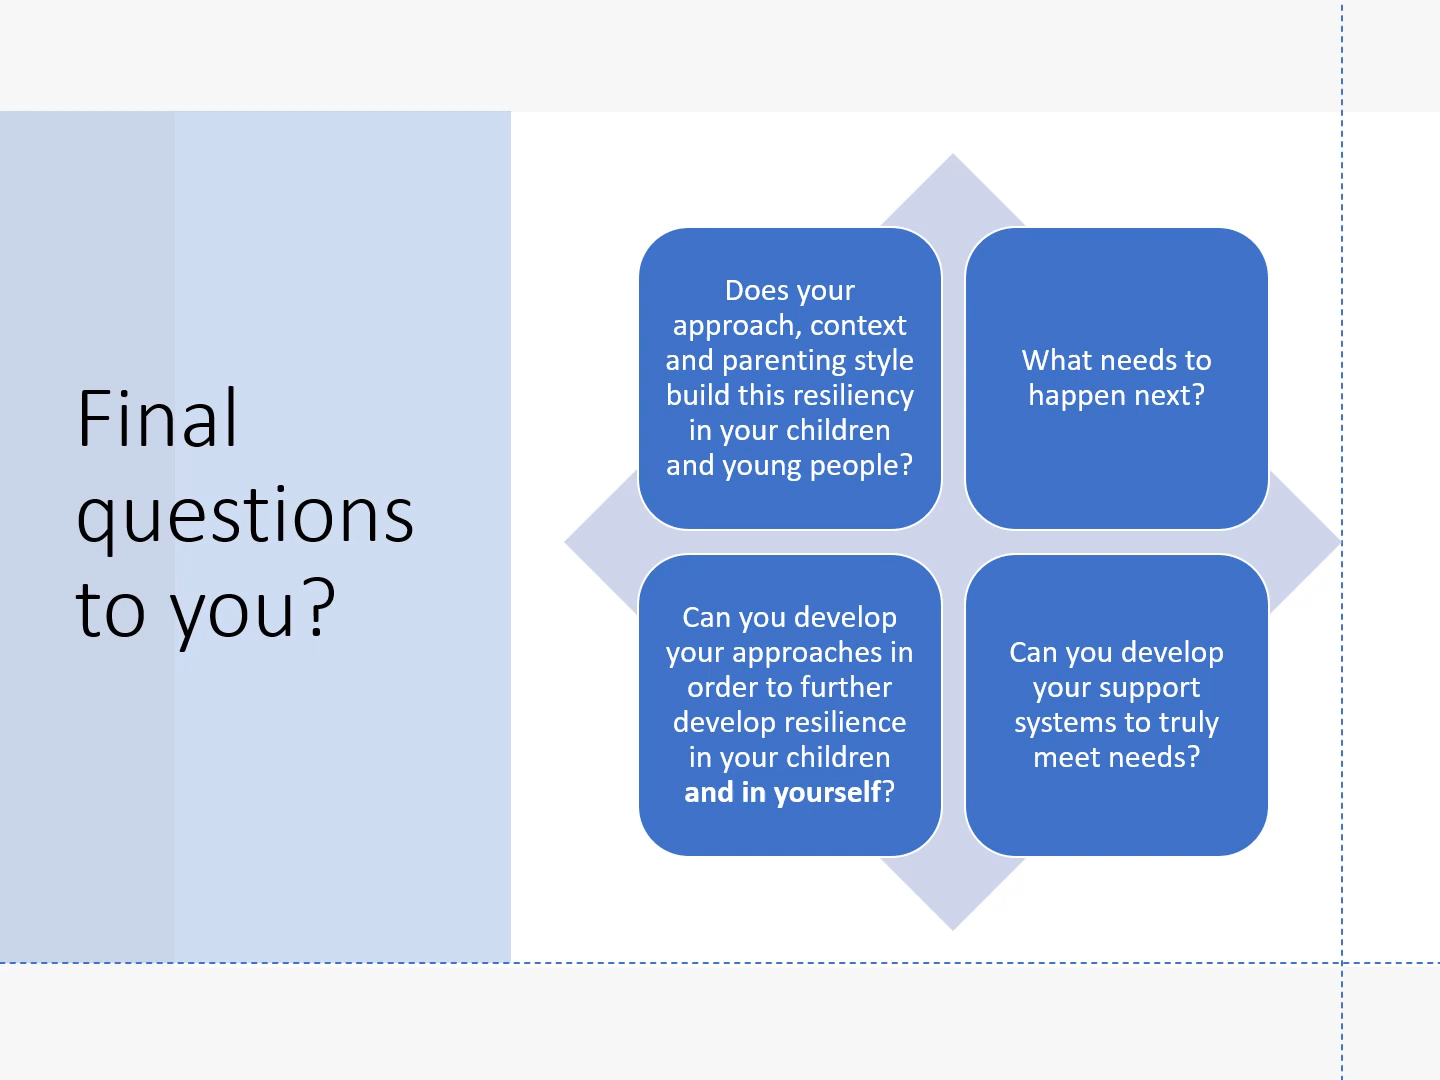 Final
questions
to you?
Does your
approach, context
and parenting style
build this resiliency
in your children
and young people?
What needs to
happen next?
Can you develop
your approaches in
order to further
develop resilience
in your children
and in yourself?
Can you develop
your support
systems to truly
meet needs?